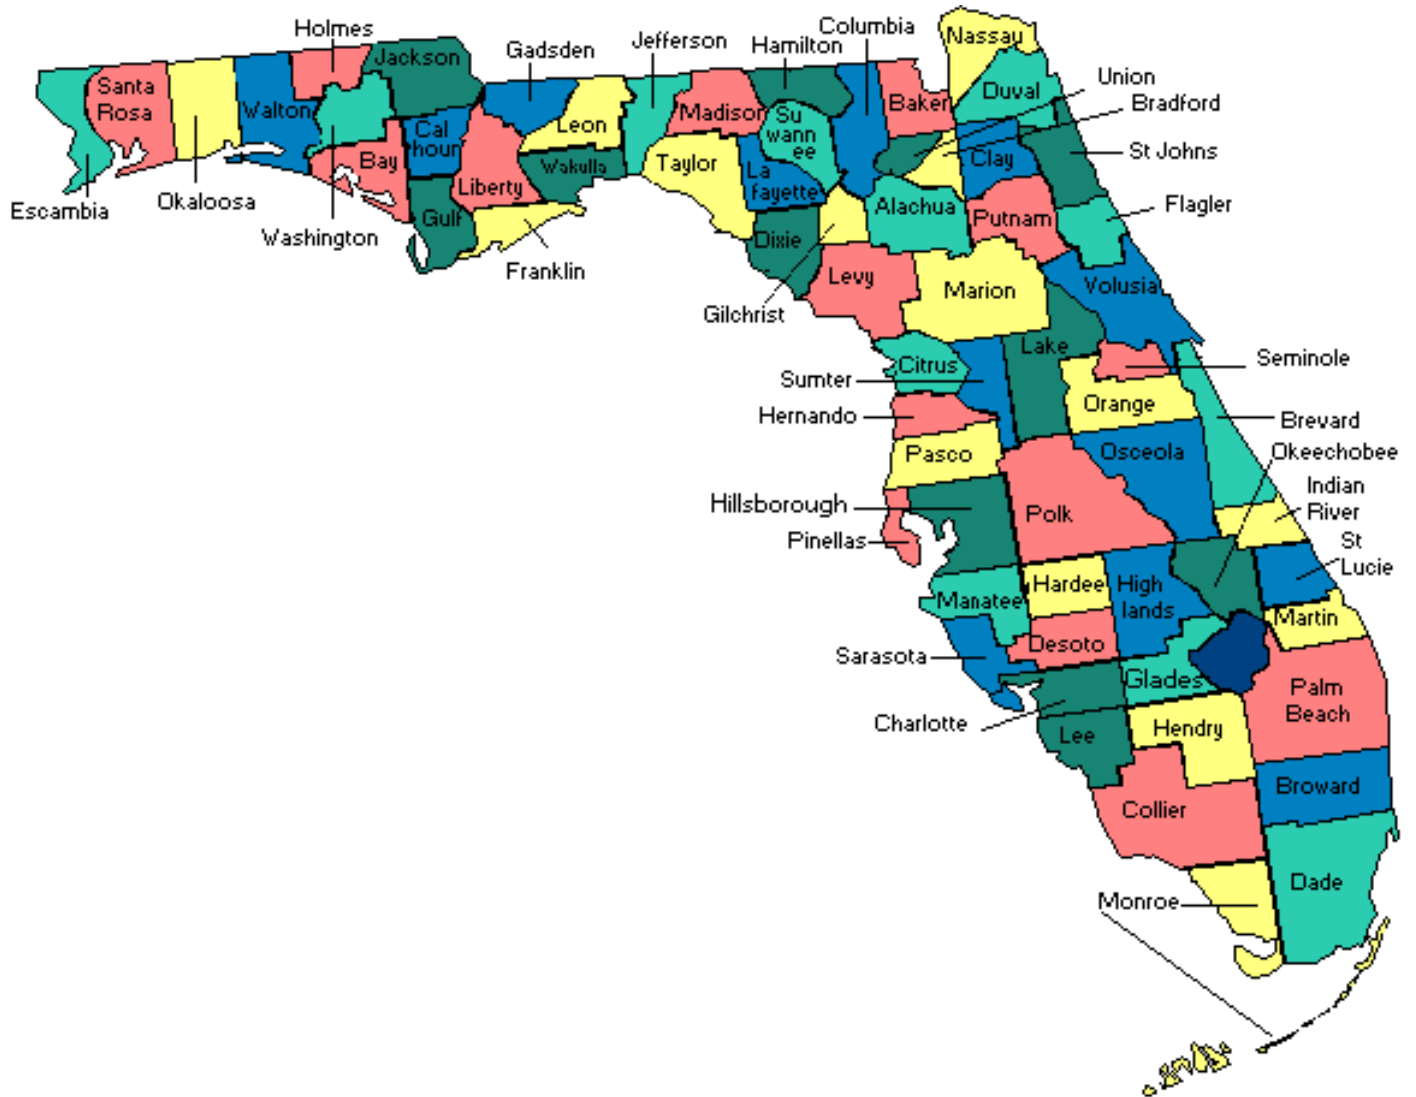 Holmes
Jackson
Gadsden
Jefferson
Hamilton
Columbia
Nassau
Union
Bradford
Santa
Rosa
Walton
Cal
houn
Leon
Madison
Su
wann
ee
Baker
Duval
Clay
St Johns
Escambia
Okaloosa
Washington
Bay
Gulf
Liberty
Wakulla
Franklin
Taylor
La
fayette
Dixie
Gilchrist
Alachua
Putnam
Flagler
Levy
Marion
Volusia
Citrus
Lake
Seminole
Sumter
Hernando
Orange
Brevard
Pasco
Osceola
Okeechobee
Hillsborough
Pinellas
Polk
Indian
River
St
Lucie
Manatee
Hardee
High
lands
Martin
Sarasota
Desoto
Glades
Palm
Beach
Charlotte
Lee
Hendry
Collier
Broward
Dade
Monroe